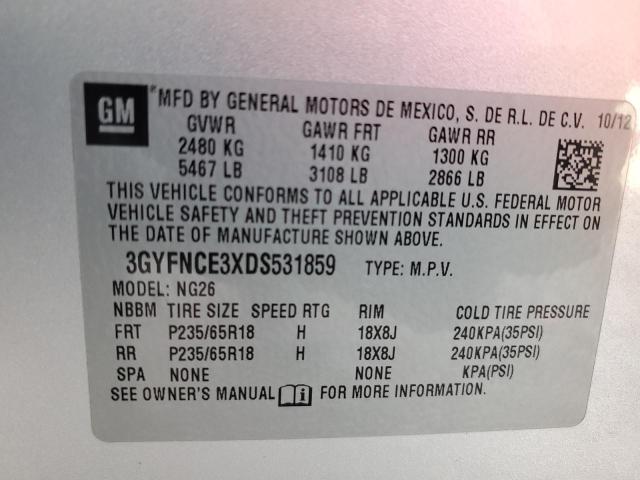 GM
*MFD BY GENERAL MOTORS DE MEXICO, S. DE R.L. DE C.V. 10/12
GVWR GAWR FRT GAWR RR
2480 KG 1410 KG 1300 KG
5467 LB 3108 LB 2866 LB
THIS VEHICLE CONFORMS TO ALL APPLICABLE U.S. FEDERAL MOTOR
VEHICLE SAFETY AND THEFT PREVENTION STANDARDS IN EFFECT ON
THE DATE OF MANUFACTURE SHOWN ABOVE.
3GYFNCE3XDS531859 TYPE: M.P.V.
MODEL: NG26
NBBM TIRE SIZE SPEED RTG RIM COLD TIRE PRESSURE
FRT P235/65R18 H 18X8J 240KPA(35PSI)
RR P235/65R18 H 18X8J 240KPA(35PSI)
SPA NONE NONE KPA(PSI)
SEE OWNER'S MANUAL FOR MORE INFORMATION.